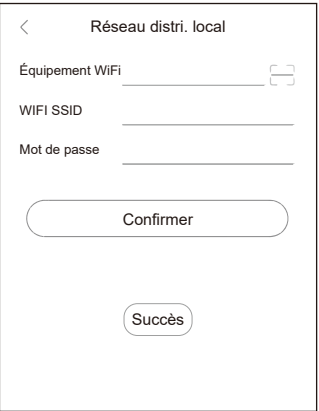 Réseau distri. local
Équipement WiFi
WIFI SSID
Mot de passe
Confirmer
Succès